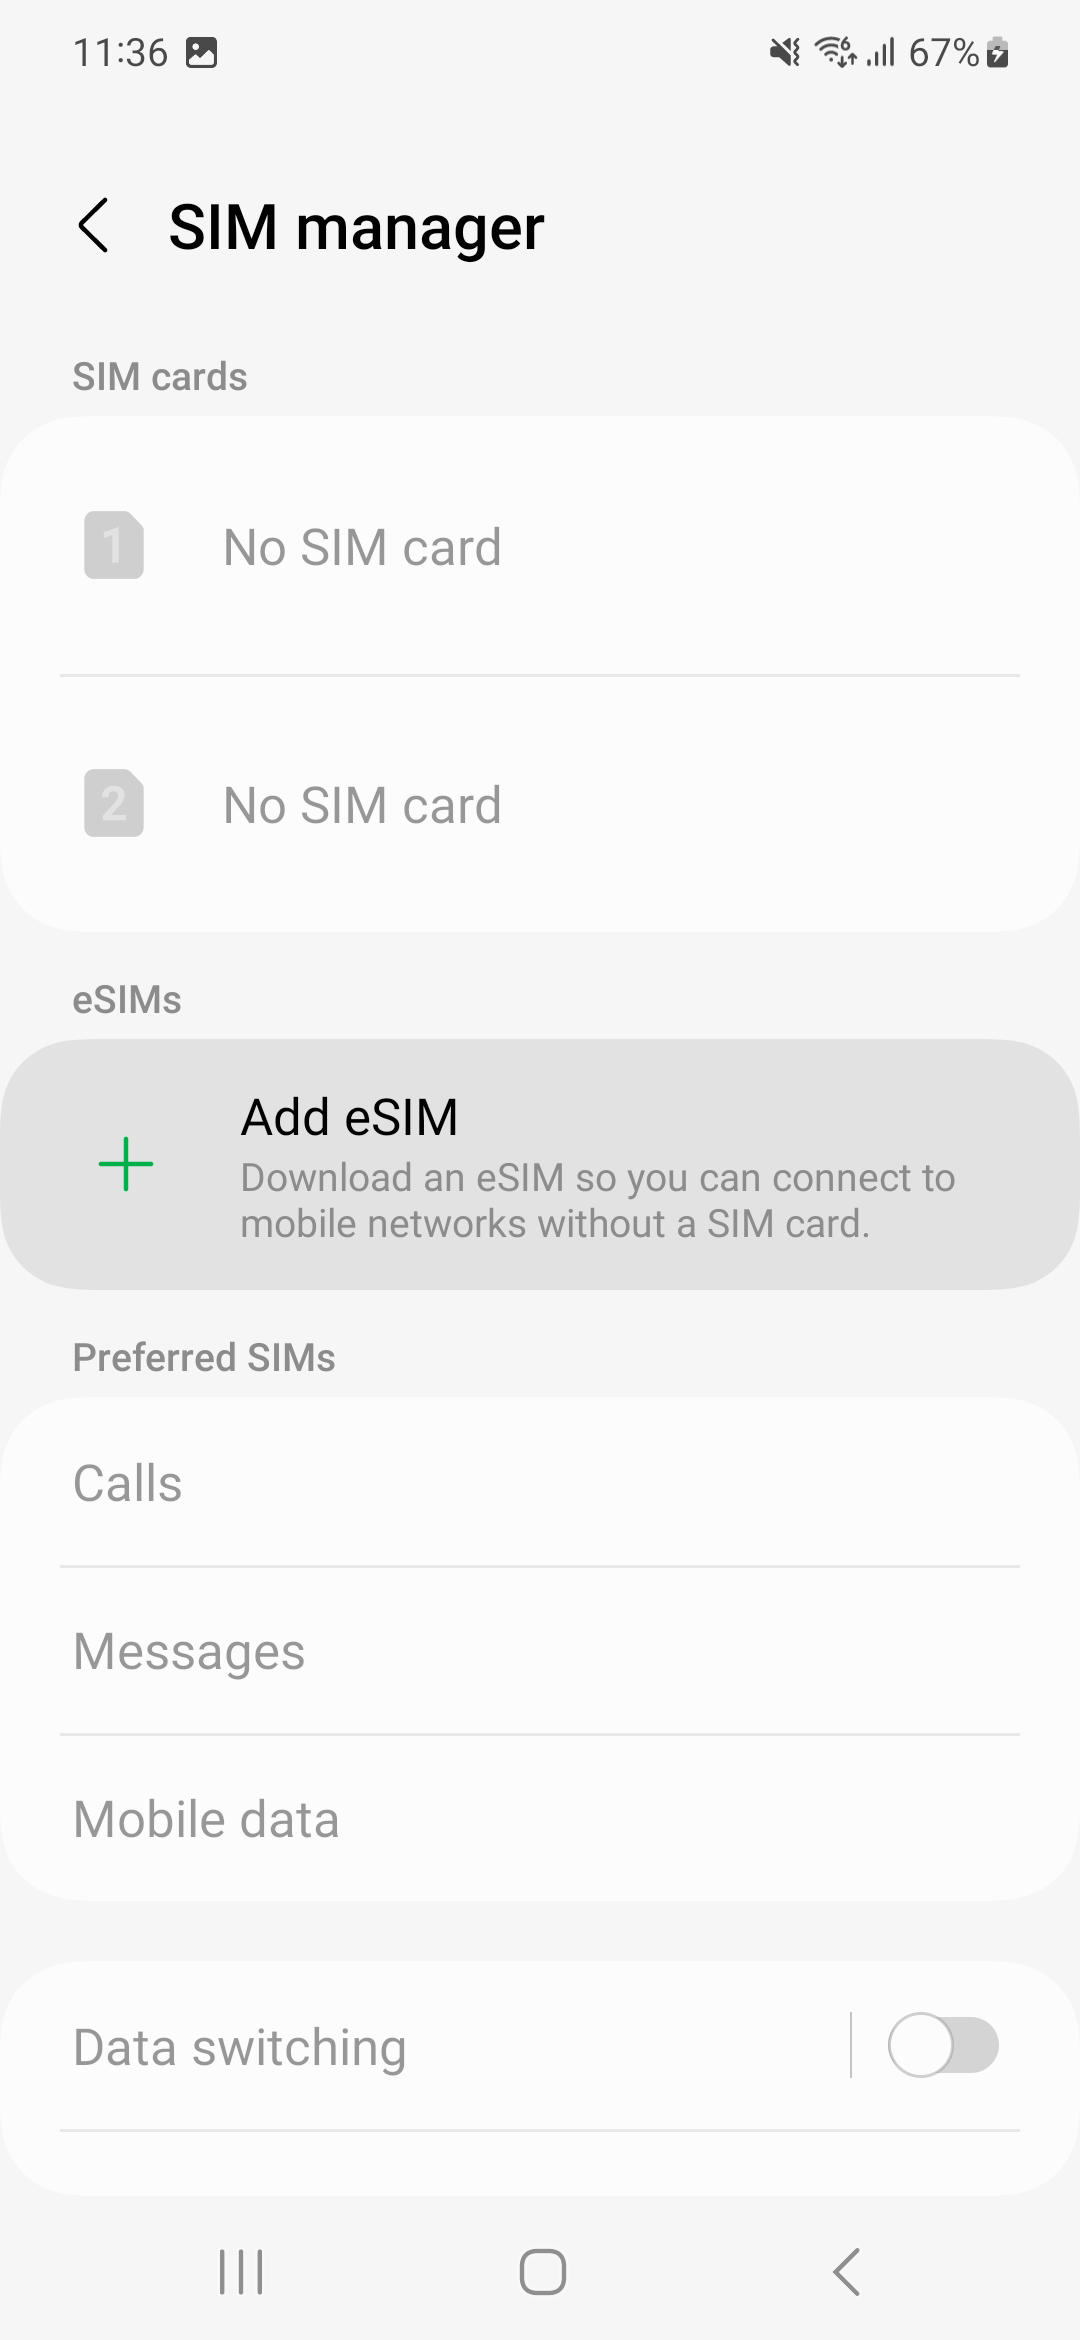 11:36
67%
SIM manager
SIM cards
1
No SIM card
2
No SIM card
eSIMs
Add eSIM
Download an eSIM so you can connect to
mobile networks without a SIM card.
Preferred SIMs
Calls
Messages
Mobile data
Data switching